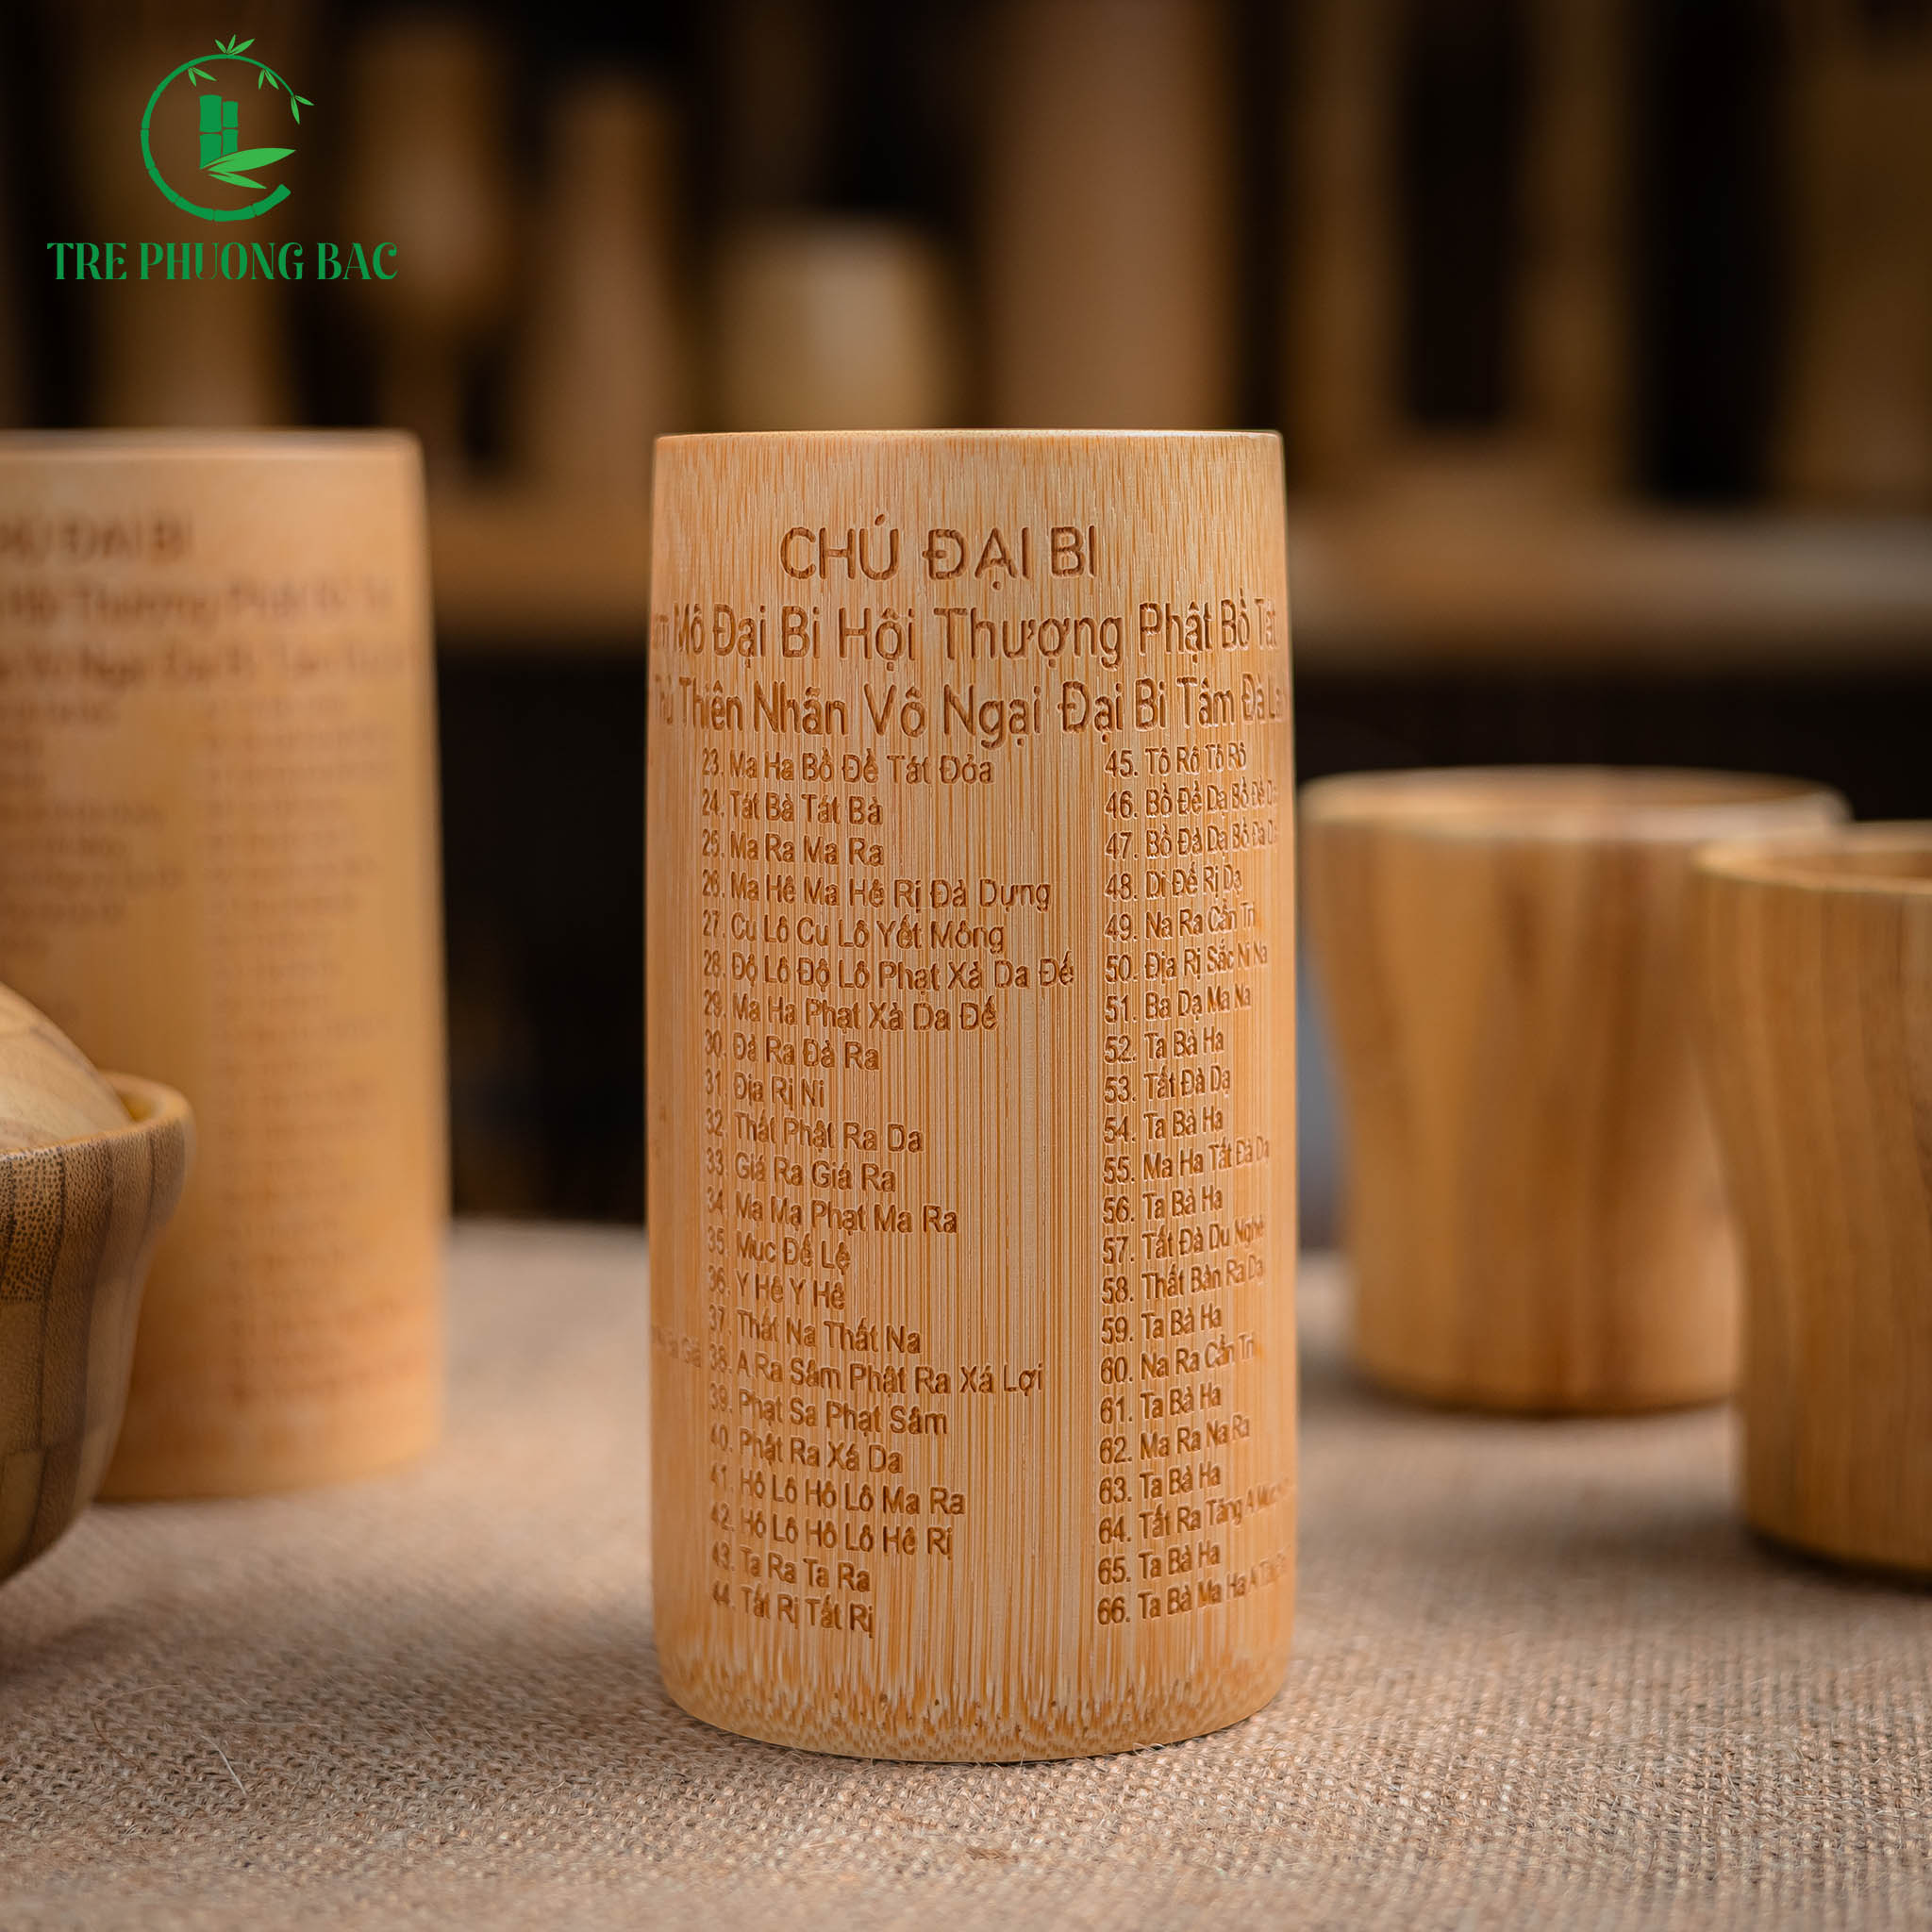 TRE PHUONG BAC
CHÚ ĐẠI BI
Mô Đại Bi Hội Thượng Phật Bồ Tát
Thủ Thiên Nhãn Vô Ngại Đại Bi Tâm Đà La
23. Ma Ha Bồ Đề Tát Đỏa
24. Tát Bà Tát Bà
25. Ma Ra Ma Ra
26. Ma Hê Ma Hê Rị Đà Dựng
27. Cu Lô Cu Lô Yết Mông
28. Độ Lô Độ Lô Phạt Xà Da Đế
29. Ma Ha Phạt Xà Da Đế
30. Đà Ra Đà Ra
31. Địa Rị Ni
32. Thất Phật Ra Da
33. Giá Ra Giá Ra
34. Mạ Mạ Phạt Ma Ra
35. Mục Đế Lệ
36. Y Hê Y Hê
37. Thất Na Thất Na
38. A Ra Sâm Phật Ra Xá Lợi
39. Phạt Sa Phạt Sâm
40. Phật Ra Xá Da
41. Hô Lô Hô Lô Ma Ra
42. Hô Lô Hô Lô Hê Rị
43. Ta Ra Ta Ra
44. Tất Rị Tất Rị
45. Tô Rô Tô Rô
46. Bồ Đề Dạ Bồ Đề Dạ
47. Bồ Đà Dạ Bồ Đà Dạ
48. Di Đế Rị Dạ
49. Na Ra Cẩn Trì
50. Địa Rị Sắc Ni Na
51. Ba Dạ Ma Na
52. Ta Bà Ha
53. Tất Đà Dạ
54. Ta Bà Ha
55. Ma Ha Tất Đà Dạ
56. Ta Bà Ha
57. Tất Đà Du Nghệ
58. Thất Bàn Ra Dạ
59. Ta Bà Ha
60. Na Ra Cẩn Trì
61. Ta Bà Ha
62. Ma Ra Na Ra
63. Ta Bà Ha
64. Tất Ra Tăng A
65. Ta Bà Ha
66. Ta Bà Ma Ha A